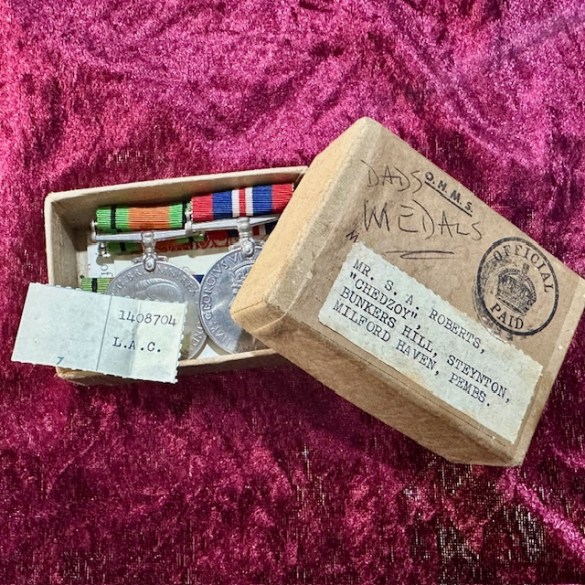 DADS
O.H.M.S.
MEDALS
OFFICIAL
PAID
MR. S. A. ROBERTS,
"CHEDZOY",
BUNKERS HILL, STEYNTON,
MILFORD HAVEN, PEMBS.
1408704
L.A.C.